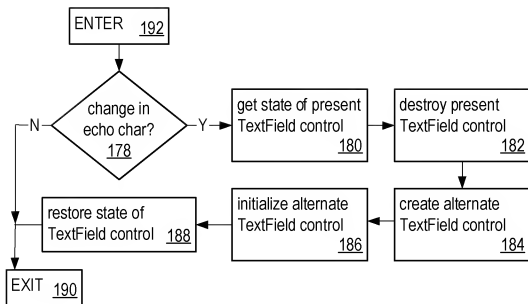 ENTER 192
change in
echo char?
178
N
Y
get state of present
TextField control
180
destroy present
TextField control
182
create alternate
TextField control
184
initialize alternate
TextField control
186
restore state of
TextField control 188
EXIT 190